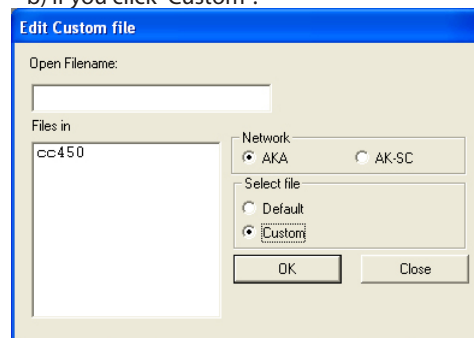 b) If you click "Custom":
Edit Custom file
Open Filename:
Files in
cc450
Network
AKA
AK-SC
Select file
Default
Custom
OK
Close